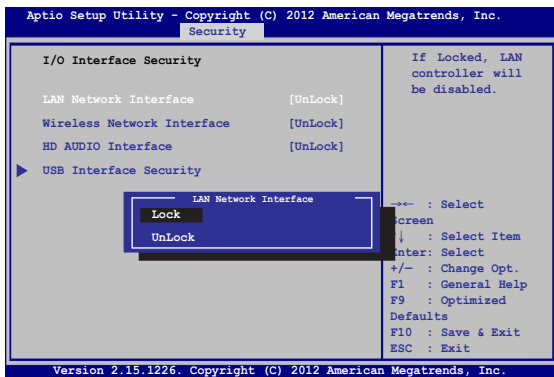 Aptio Setup Utility - Copyright (C) 2012 American Megatrends, Inc.
Security
I/O Interface Security
LAN Network Interface [UnLock]
Wireless Network Interface [UnLock]
HD AUDIO Interface [UnLock]
USB Interface Security
LAN Network Interface
Lock
UnLock
If Locked, LAN
controller will
be disabled.
→← : Select
Screen
↓ : Select Item
Enter: Select
+/— : Change Opt.
F1 : General Help
F9 : Optimized
Defaults
F10 : Save & Exit
ESC : Exit
Version 2.15.1226. Copyright (C) 2012 American Megatrends, Inc.